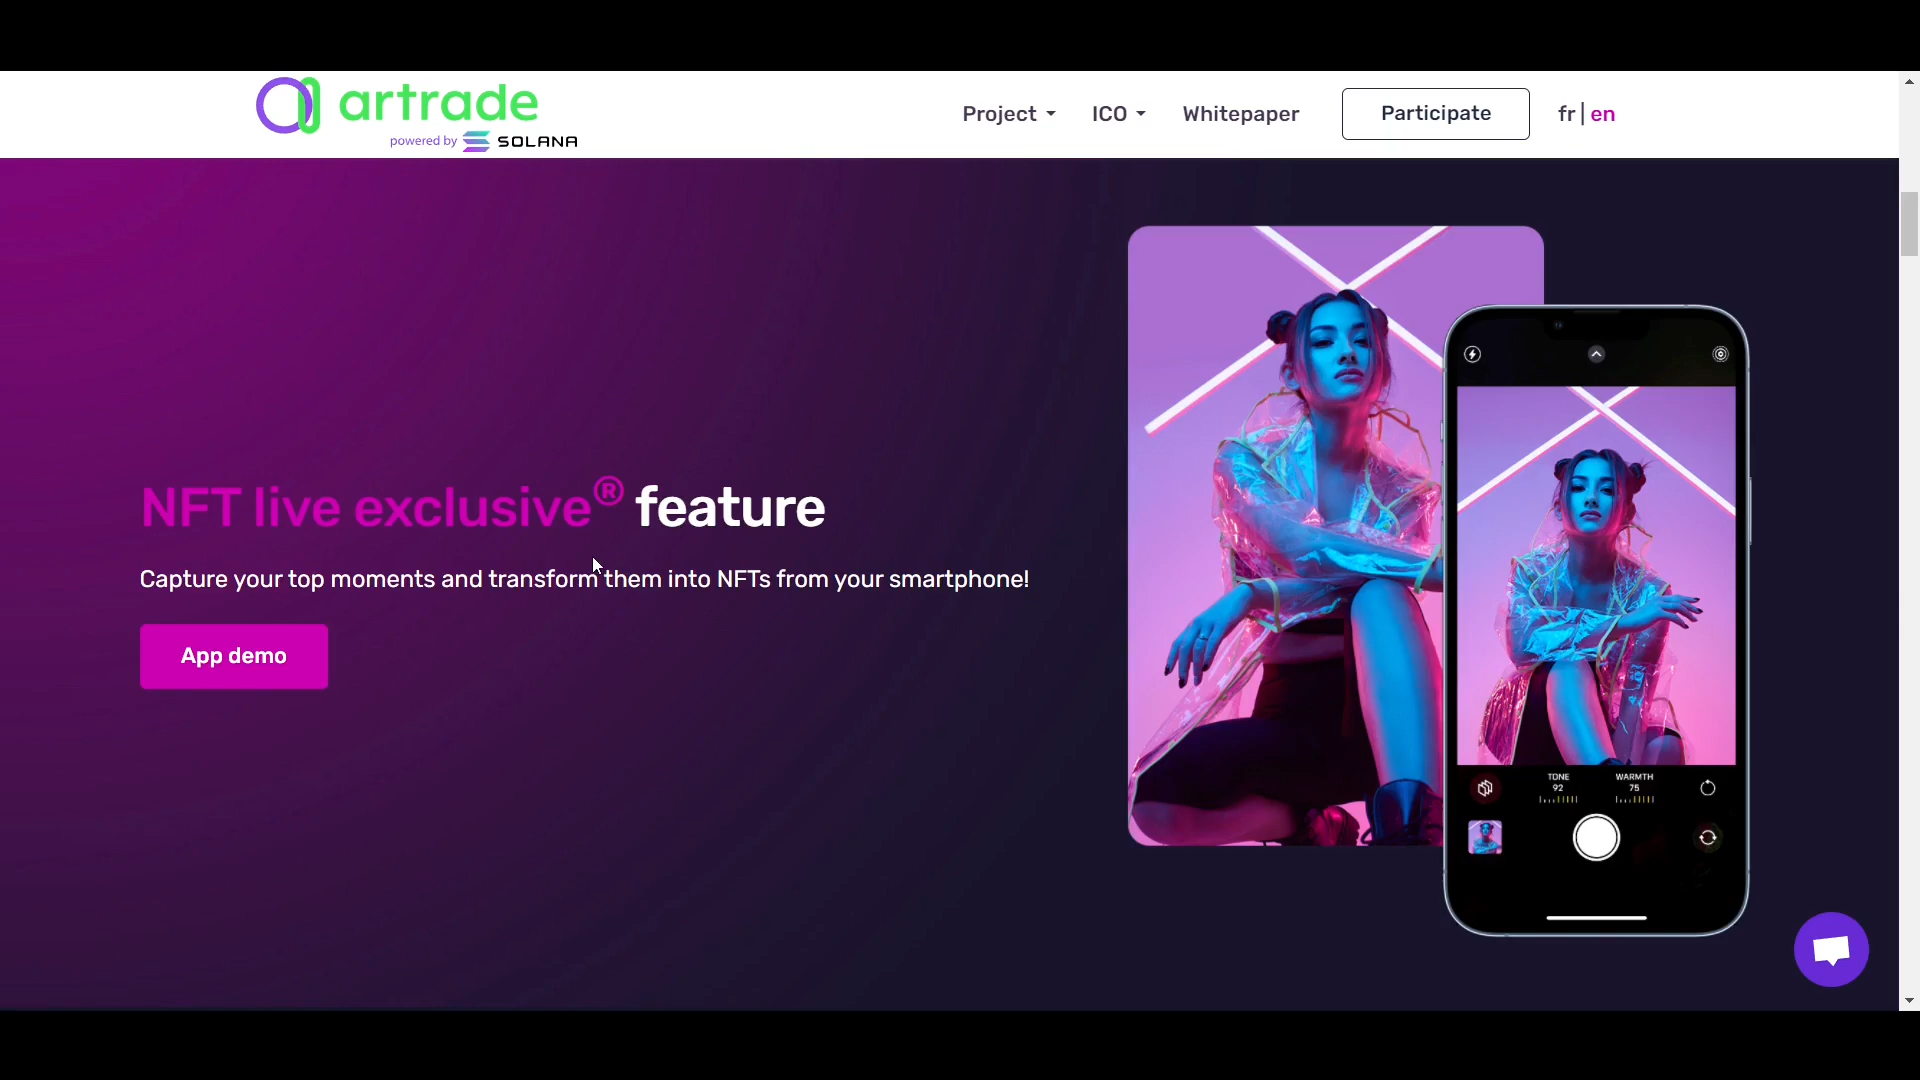 artrade
powered by SOLANA
Project ICO Whitepaper Participate fr | en
NFT live exclusive® feature
Capture your top moments and transform them into NFTs from your smartphone!
App demo
TONE
92
WARMTH
75